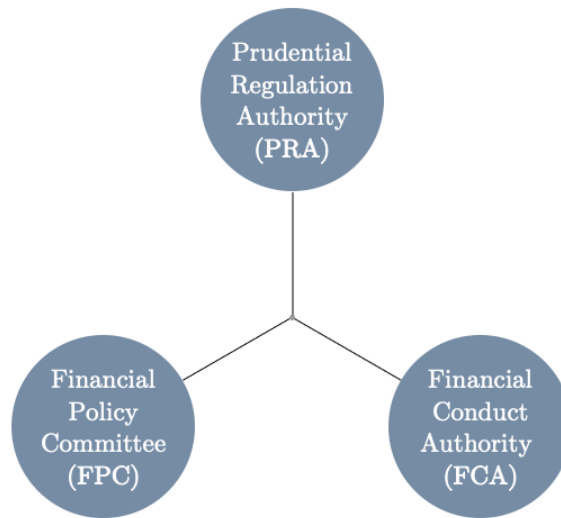 Prudential
Regulation
Authority
(PRA)
Financial
Policy
Committee
(FPC)
Financial
Conduct
Authority
(FCA)